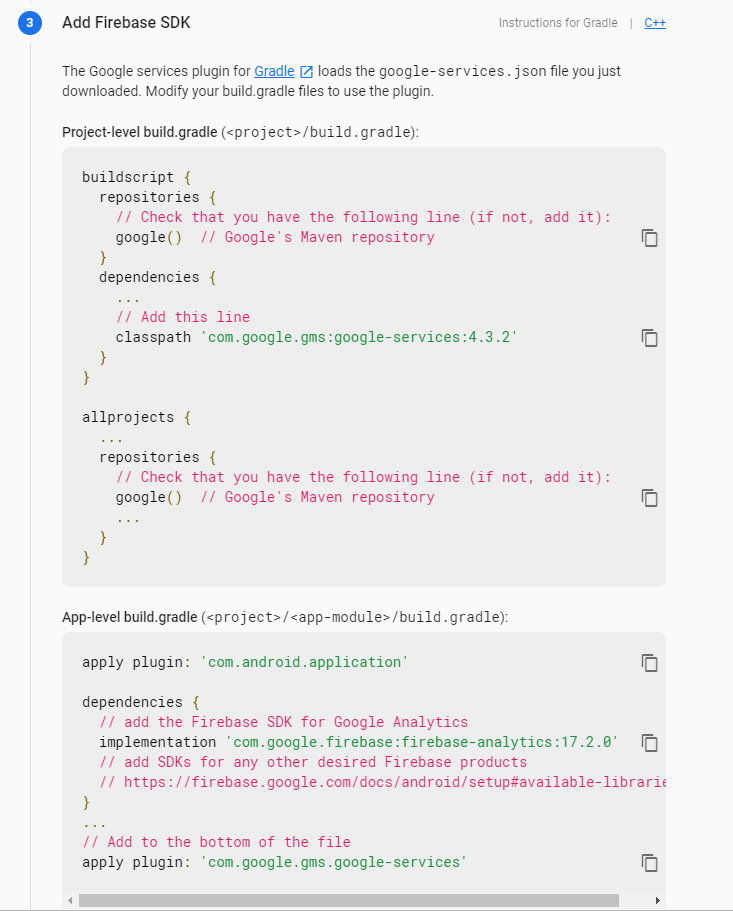 3 Add Firebase SDK Instructions for Gradle | C++
The Google services plugin for Gradle loads the google-services.json file you just
downloaded. Modify your build.gradle files to use the plugin.
Project-level build.gradle (<project>/build.gradle):
buildscript {
  repositories {
    // Check that you have the following line (if not, add it):
    google()  // Google's Maven repository
  }
  dependencies {
    ...
    // Add this line
    classpath 'com.google.gms:google-services:4.3.2'
  }
}
allprojects {
  ...
  repositories {
    // Check that you have the following line (if not, add it):
    google()  // Google's Maven repository
    ...
  }
}
App-level build.gradle (<project>/<app-module>/build.gradle):
apply plugin: 'com.android.application'
dependencies {
  // add the Firebase SDK for Google Analytics
  implementation 'com.google.firebase:firebase-analytics:17.2.0'
  // add SDKs for any other desired Firebase products
  // https://firebase.google.com/docs/android/setup#available-librarie
}
...
// Add to the bottom of the file
apply plugin: 'com.google.gms.google-services'